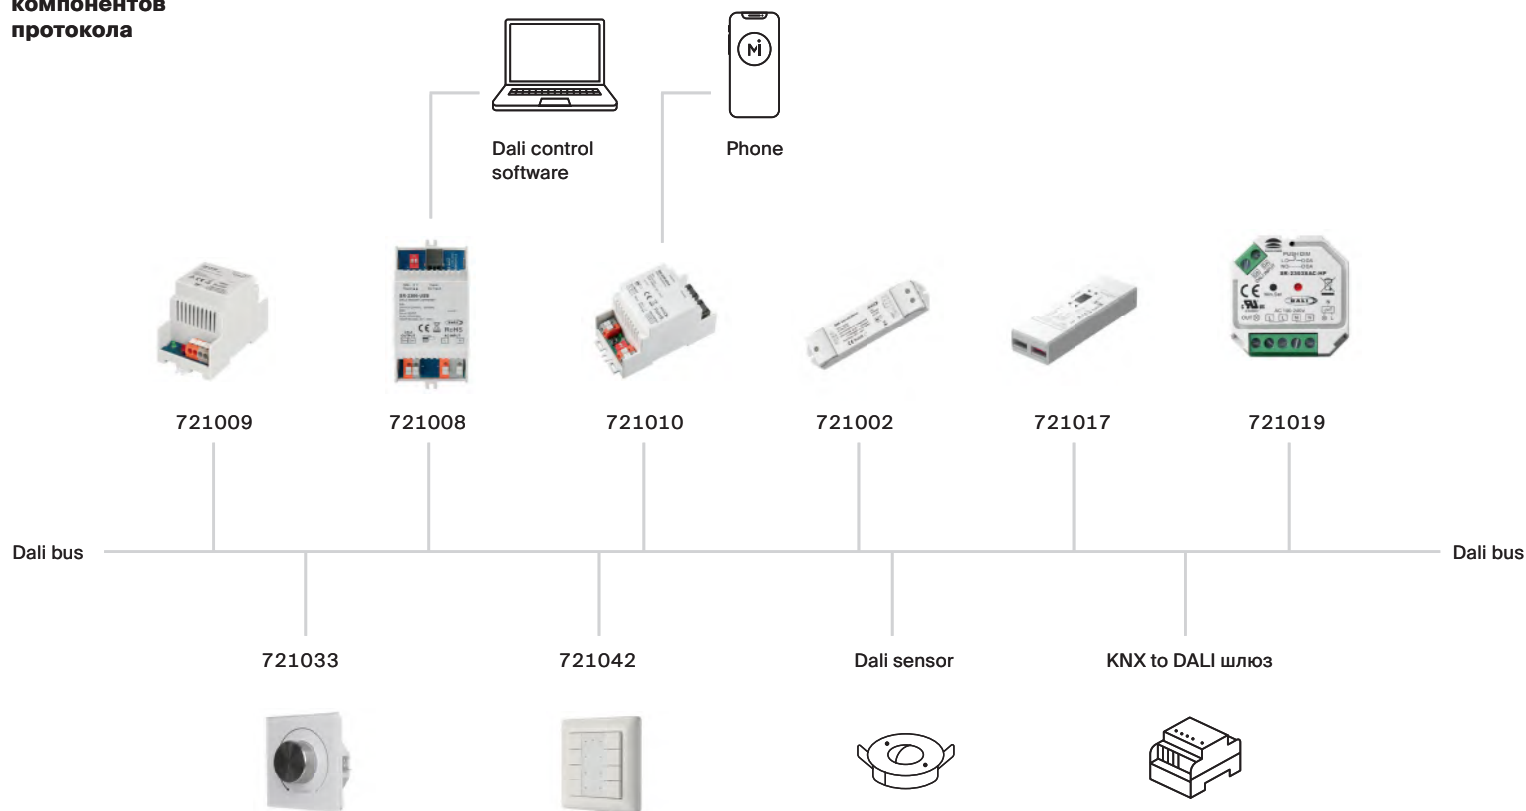 компонентов
протокола
Dali control
software
Phone
721009
721008
721010
721002
721017
721019
Dali bus
Dali bus
721033
721042
Dali sensor
KNX to DALI шлюз